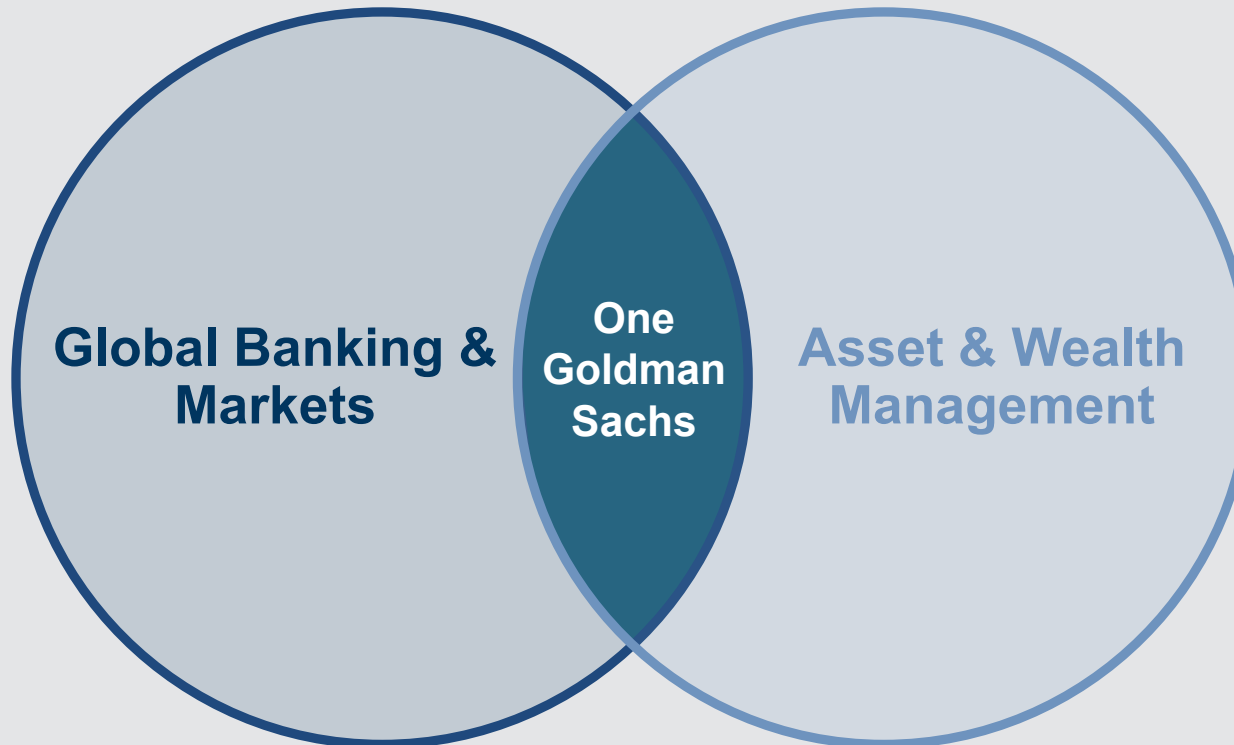 Global Banking &
Markets
One
Goldman
Sachs
Asset & Wealth
Management